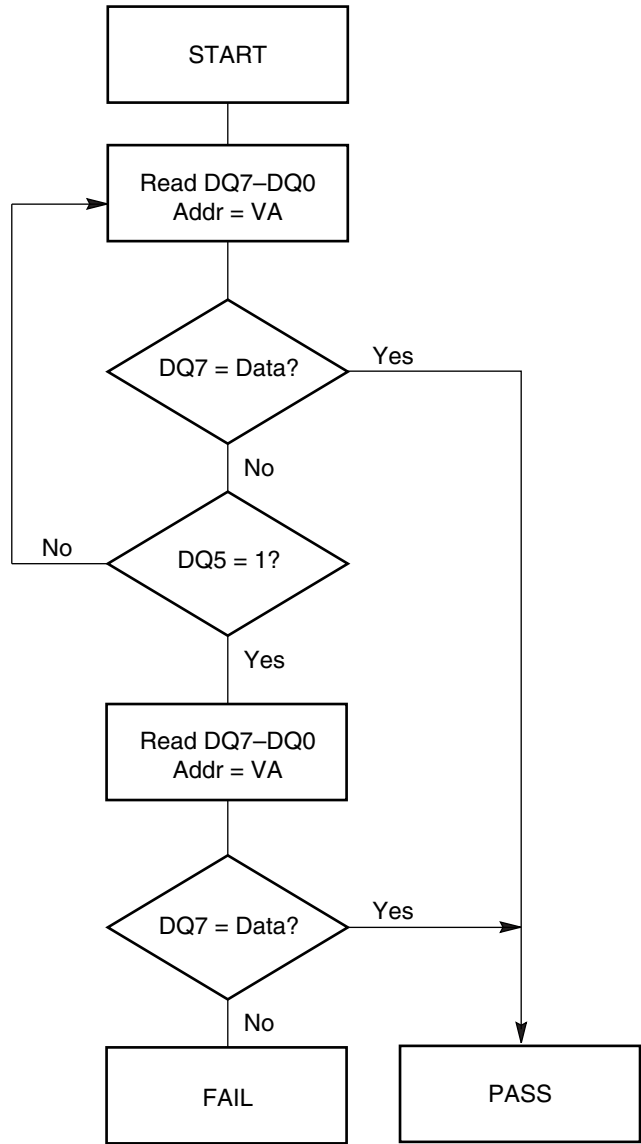 START
Read DQ7–DQ0
Addr = VA
DQ7 = Data?
Yes
No
DQ5 = 1?
No
Yes
Read DQ7–DQ0
Addr = VA
DQ7 = Data?
Yes
No
FAIL
PASS